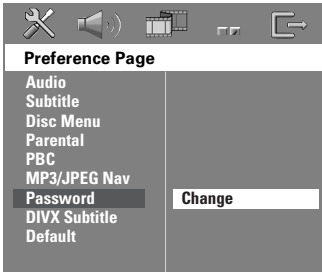 Preference Page
Audio
Subtitle
Disc Menu
Parental
PBC
MP3/JPEG Nav
Password Change
DIVX Subtitle
Default